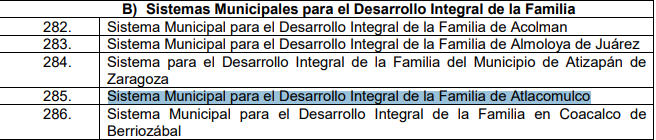 B) Sistemas Municipales para el Desarrollo Integral de la Familia
282. Sistema Municipal para el Desarrollo Integral de la Familia de Acolman
283. Sistema Municipal para el Desarrollo Integral de la Familia de Almoloya de Juárez
284. Sistema para el Desarrollo Integral de la Familia del Municipio de Atizapán de
Zaragoza
285. Sistema Municipal para el Desarrollo Integral de la Familia de Atlacomulco
286. Sistema Municipal para el Desarrollo Integral de la Familia en Coacalco de
Berriozábal